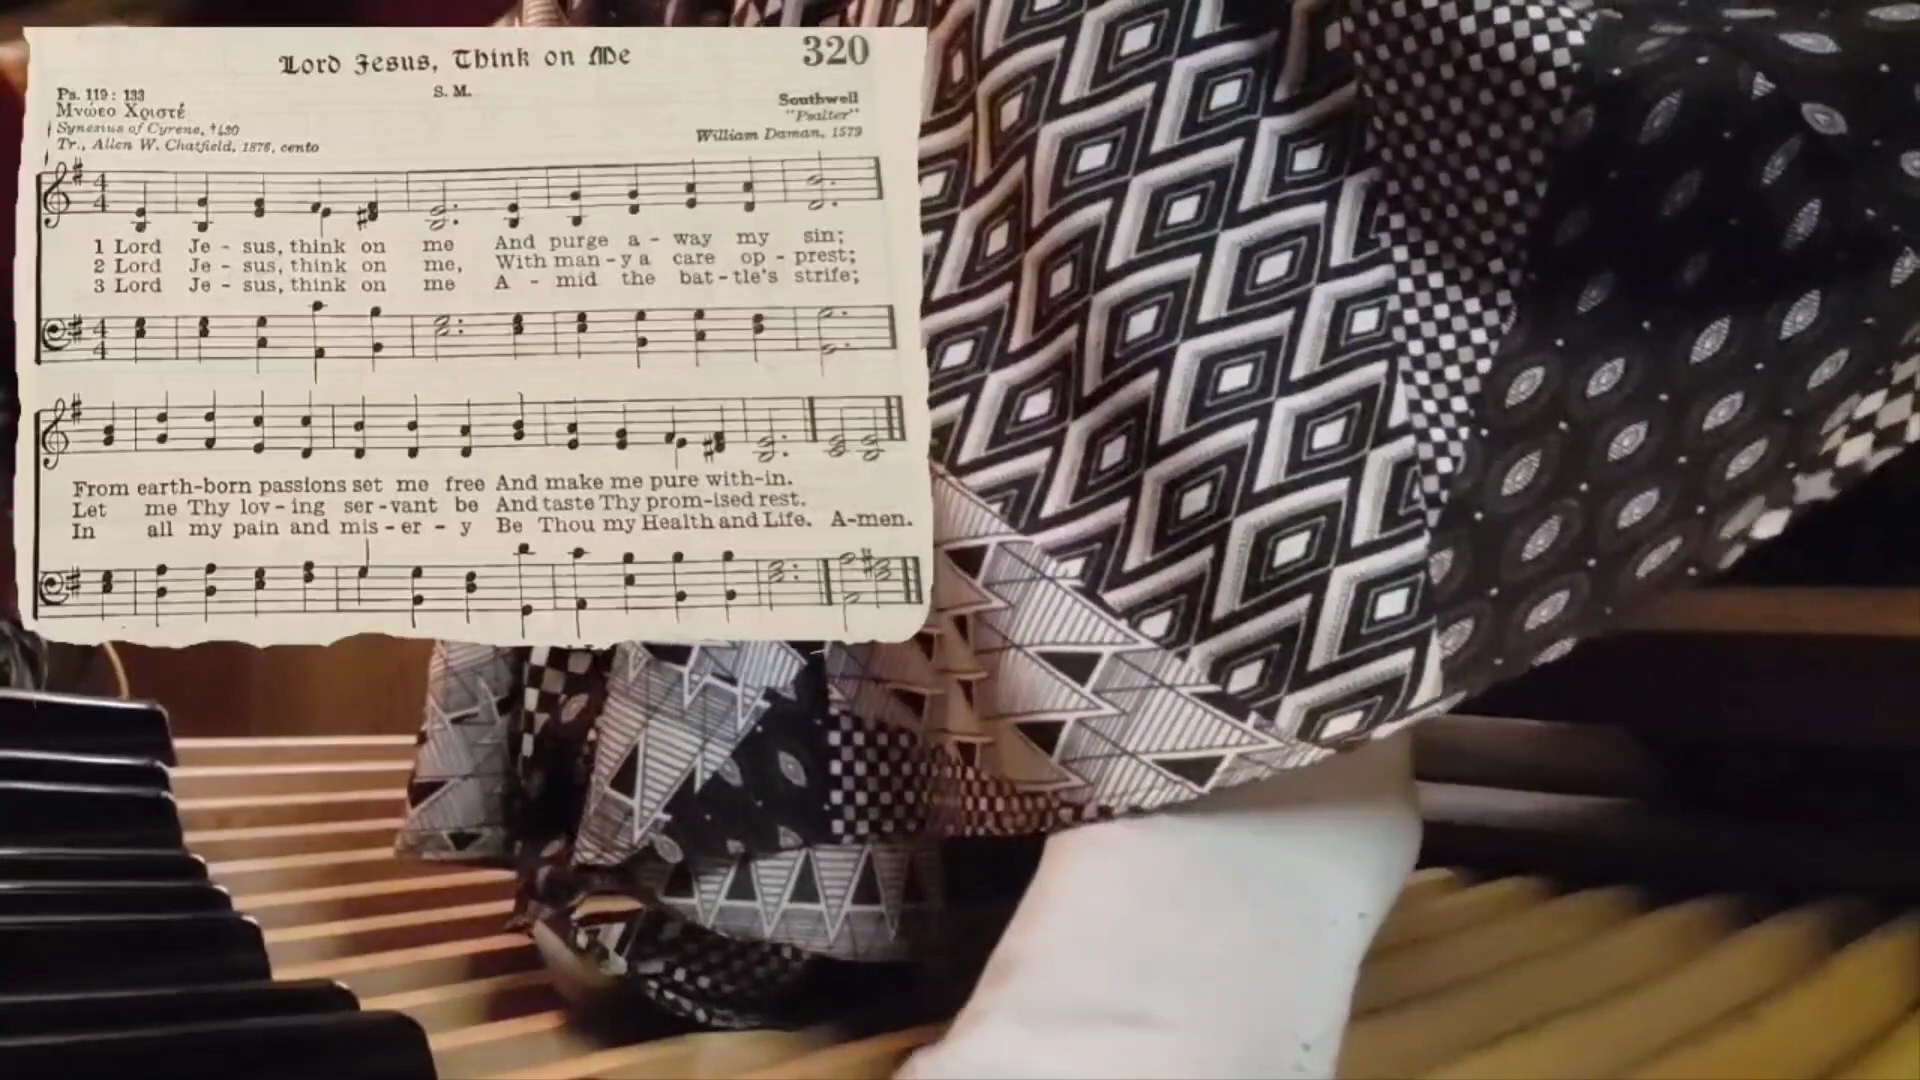 Lord Jesus, Think on Me
320
Ps. 119: 133
S. M.
Μνώεο Χριστέ
Southwell
Synesius of Cyrene, †430
"Psalter"
Tr., Allen W. Chatfield, 1876, cento
William Daman, 1579
1 Lord Je - sus, think on me And purge a - way my sin;
2 Lord Je - sus, think on me, With man - y a care op - prest;
3 Lord Je - sus, think on me A - mid the bat - tle's strife;
From earth-born passions set me free And make me pure with-in.
Let me Thy lov - ing ser - vant be And taste Thy prom-ised rest.
In all my pain and mis - er - y Be Thou my Health and Life. A-men.